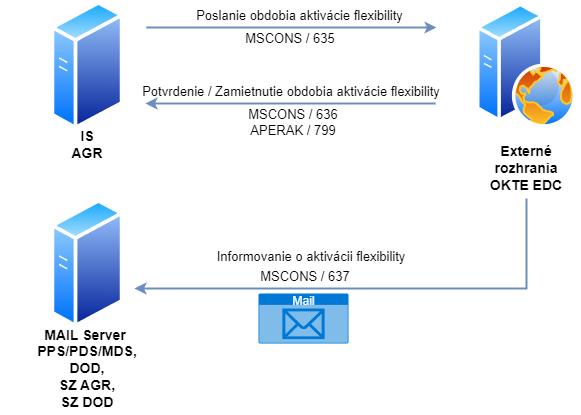 Poslanie obdobia aktivácie flexibility
MSCONS / 635
Potvrdenie / Zamietnutie obdobia aktivácie flexibility
MSCONS / 636
APERAK / 799
IS
AGR
Externé
rozhrania
OKTE EDC
Informovanie o aktivácii flexibility
MSCONS / 637
Mail
MAIL Server
PPS/PDS/MDS,
DOD,
SZ AGR,
SZ DOD